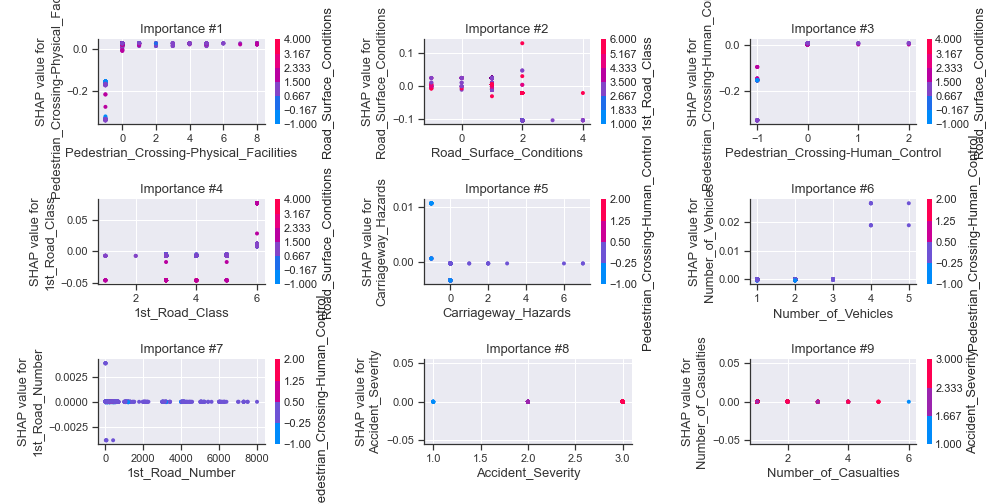 Importance #1
SHAP value for
Pedestrian_Crossing-Physical_Fac
0.0
−0.2
0 2 4 6 8
Pedestrian_Crossing-Physical_Facilities
4.000
3.167
2.333
1.500
0.667
−0.167
−1.000
Road_Surface_Conditions
Importance #2
SHAP value for
Road_Surface_Conditions
0.1
0.0
−0.1
0 2 4
Road_Surface_Conditions
6.000
5.167
4.333
3.500
2.667
1.833
1.000
1st_Road_Class
Importance #3
SHAP value for
Pedestrian_Crossing-Human_Co
0.0
−0.2
−1 0 1 2
Pedestrian_Crossing-Human_Control
4.000
3.167
2.333
1.500
0.667
−0.167
−1.000
Road_Surface_Conditions
Importance #4
SHAP value for
1st_Road_Class
0.05
0.00
−0.05
2 4 6
1st_Road_Class
4.000
3.167
2.333
1.500
0.667
−0.167
−1.000
Road_Surface_Conditions
Importance #5
SHAP value for
Carriageway_Hazards
0.01
0.00
0 2 4 6
Carriageway_Hazards
2.00
1.25
0.50
−0.25
−1.00
Pedestrian_Crossing-Human_Control
Importance #6
SHAP value for
Number_of_Vehicles
0.02
0.01
0.00
1 2 3 4 5
Number_of_Vehicles
2.00
1.25
0.50
−0.25
−1.00
Pedestrian_Crossing-Human_Control
Importance #7
SHAP value for
1st_Road_Number
0.0025
0.0000
−0.0025
0 2000 4000 6000 8000
1st_Road_Number
2.00
1.25
0.50
−0.25
−1.00
edestrian_Crossing-Human_Control
Importance #8
SHAP value for
Accident_Severity
0.05
0.00
−0.05
1.0 1.5 2.0 2.5 3.0
Accident_Severity
Importance #9
SHAP value for
Number_of_Casualties
0.05
0.00
−0.05
2 4 6
Number_of_Casualties
3.000
2.333
1.667
1.000
Accident_Severity